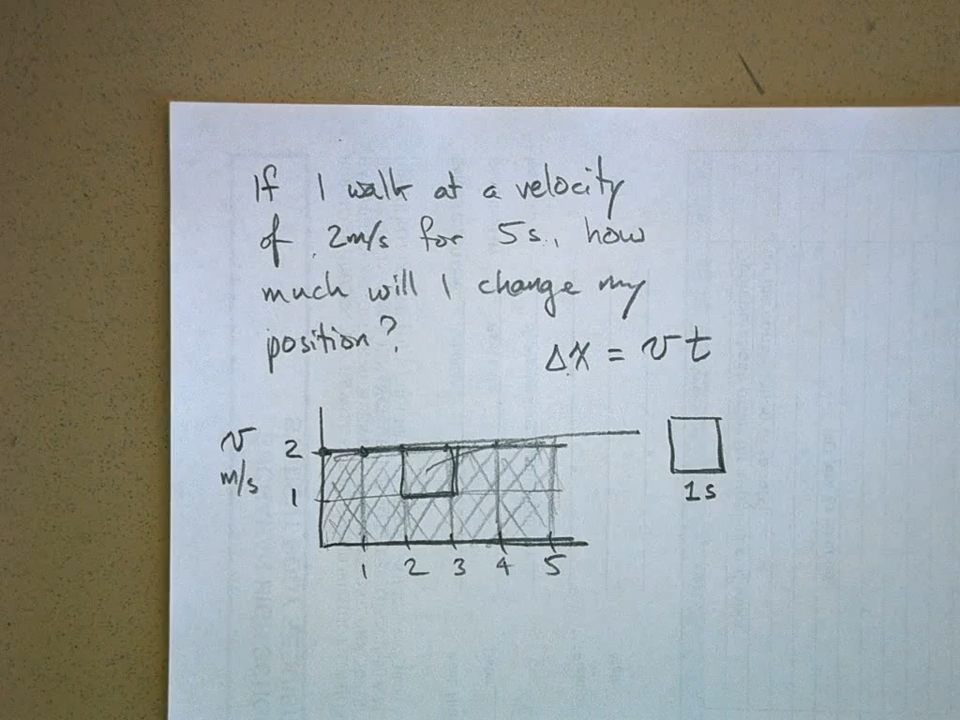 If I walk at a velocity
of 2m/s for 5s, how
much will I change my
position?
Δx = vt
v
m/s
2
1
1 2 3 4 5
1s